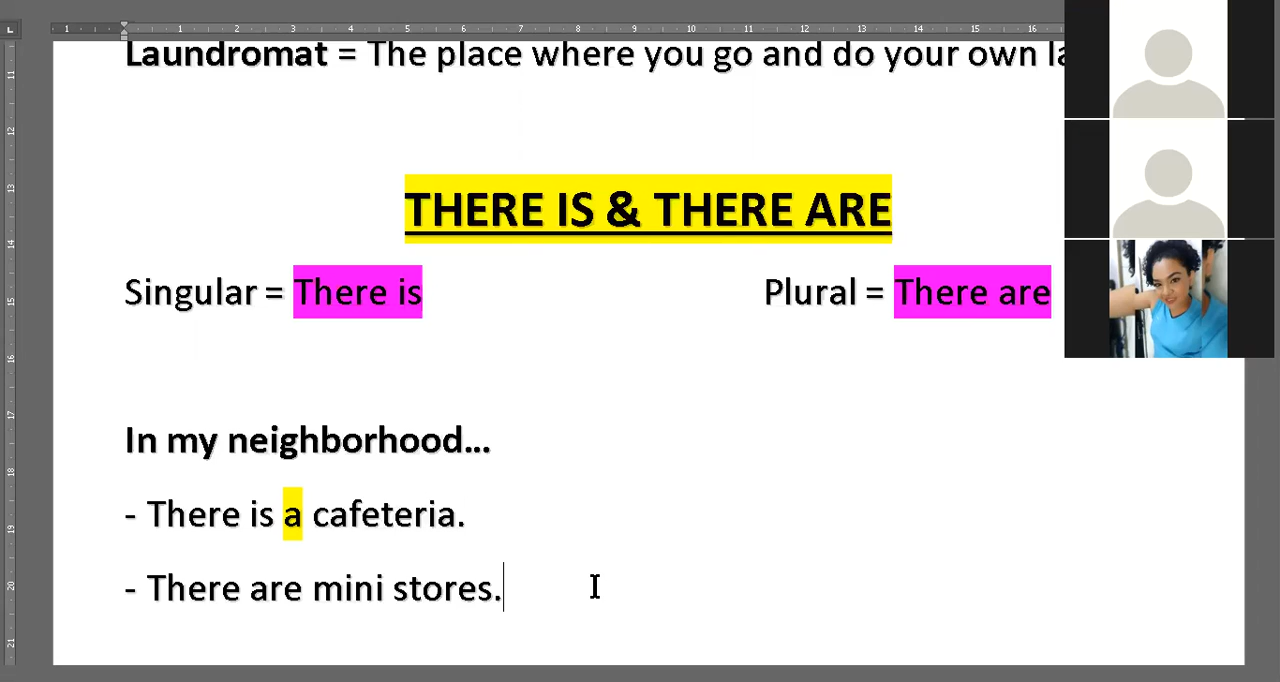 Laundromat = The place where you go and do your own
THERE IS & THERE ARE
Singular = There is Plural = There are
In my neighborhood...
- There is a cafeteria.
- There are mini stores.